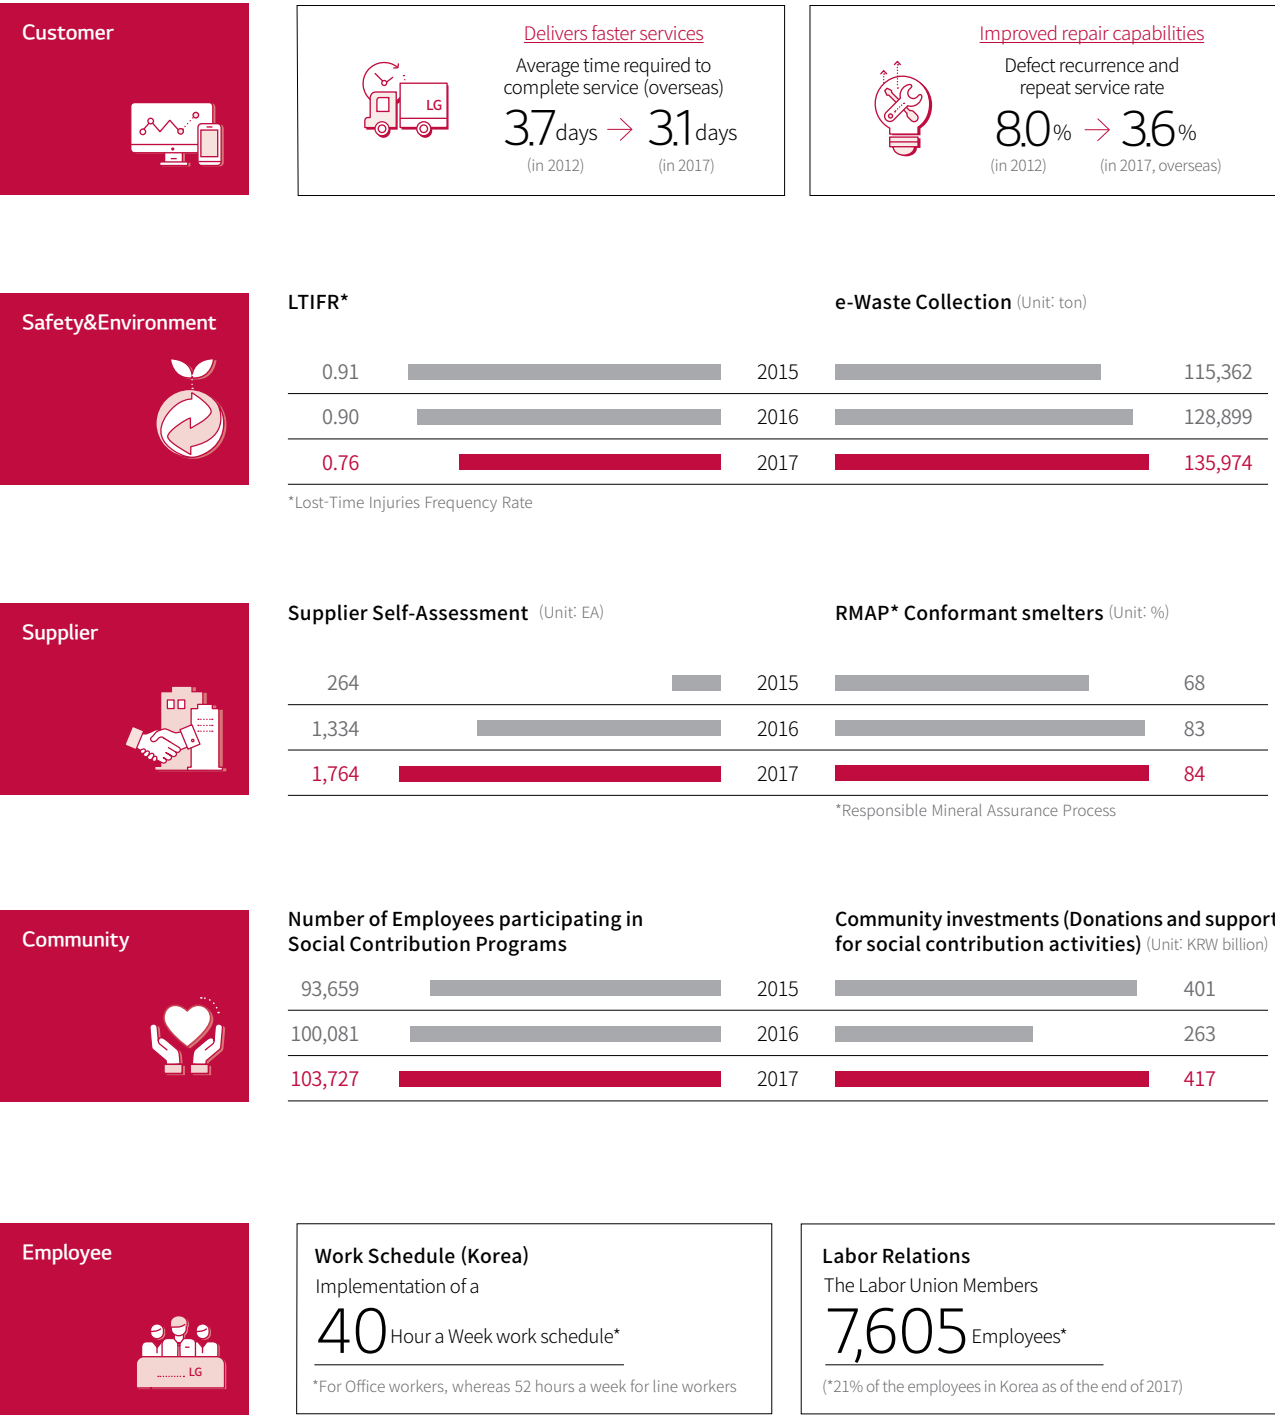 Customer
Delivers faster services
Average time required to
complete service (overseas)
3.7 days → 3.1 days
(in 2012) (in 2017)
LG
Improved repair capabilities
Defect recurrence and
repeat service rate
8.0 % → 3.6 %
(in 2012) (in 2017, overseas)
Safety&Environment
LTIFR*
e-Waste Collection (Unit: ton)
0.91 2015 115,362
0.90 2016 128,899
0.76 2017 135,974
*Lost-Time Injuries Frequency Rate
Supplier
Supplier Self-Assessment (Unit: EA)
RMAP* Conformant smelters (Unit: %)
264 2015 68
1,334 2016 83
1,764 2017 84
*Responsible Mineral Assurance Process
Community
Number of Employees participating in
Social Contribution Programs
Community investments (Donations and support
for social contribution activities) (Unit: KRW billion)
93,659 2015 401
100,081 2016 263
103,727 2017 417
Employee
LG
Work Schedule (Korea)
Implementation of a
40 Hour a Week work schedule*
*For Office workers, whereas 52 hours a week for line workers
Labor Relations
The Labor Union Members
7,605 Employees*
(*21% of the employees in Korea as of the end of 2017)